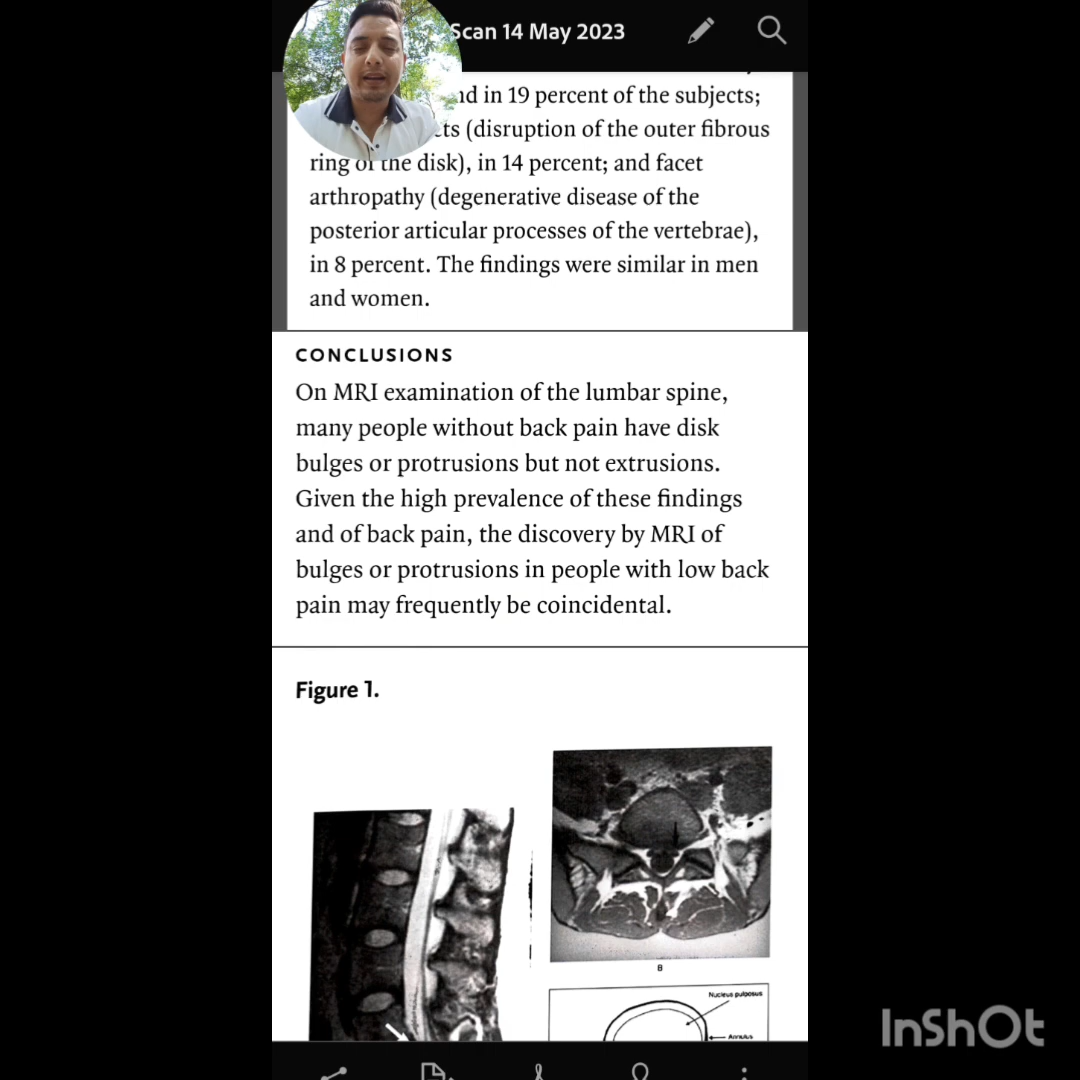 Scan 14 May 2023
in 19 percent of the subjects;
(disruption of the outer fibrous
ring of the disk), in 14 percent; and facet
arthropathy (degenerative disease of the
posterior articular processes of the vertebrae),
in 8 percent. The findings were similar in men
and women.
CONCLUSIONS
On MRI examination of the lumbar spine,
many people without back pain have disk
bulges or protrusions but not extrusions.
Given the high prevalence of these findings
and of back pain, the discovery by MRI of
bulges or protrusions in people with low back
pain may frequently be coincidental.
Figure 1.
B
Nucleus pulposus
Annulus
InShOt